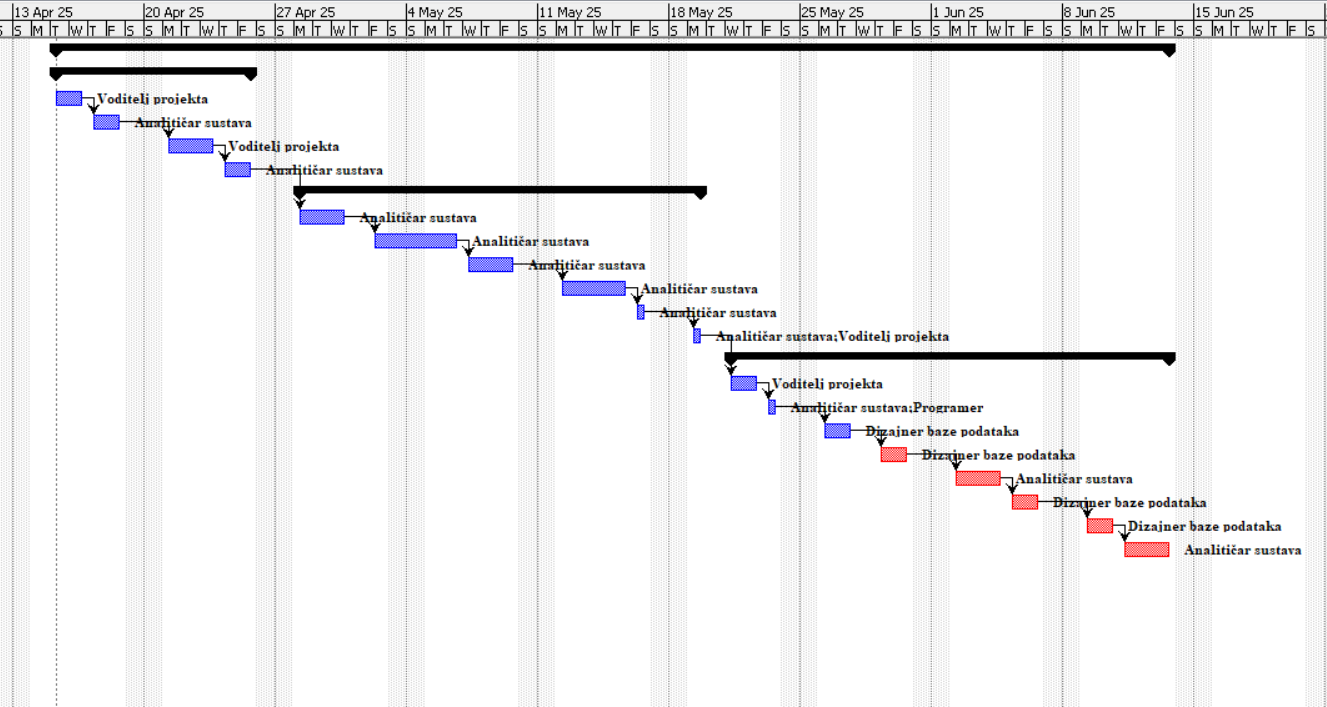 13 Apr 25 20 Apr 25 27 Apr 25 4 May 25 11 May 25 18 May 25 25 May 25 1 Jun 25 8 Jun 25 15 Jun 25
S S M T W T F S S M T W T F S S M T W T F S S M T W T F S S M T W T F S S M T W T F S S M T W T F S S M T W T F S S M T W T F S S M T W T F S
Voditelj projekta
Analitičar sustava
Voditelj projekta
Analitičar sustava
Analitičar sustava
Analitičar sustava
Analitičar sustava
Analitičar sustava
Analitičar sustava
Analitičar sustava;Voditelj projekta
Voditelj projekta
Analitičar sustava;Programer
Dizajner baze podataka
Dizajner baze podataka
Analitičar sustava
Dizajner baze podataka
Dizajner baze podataka
Analitičar sustava